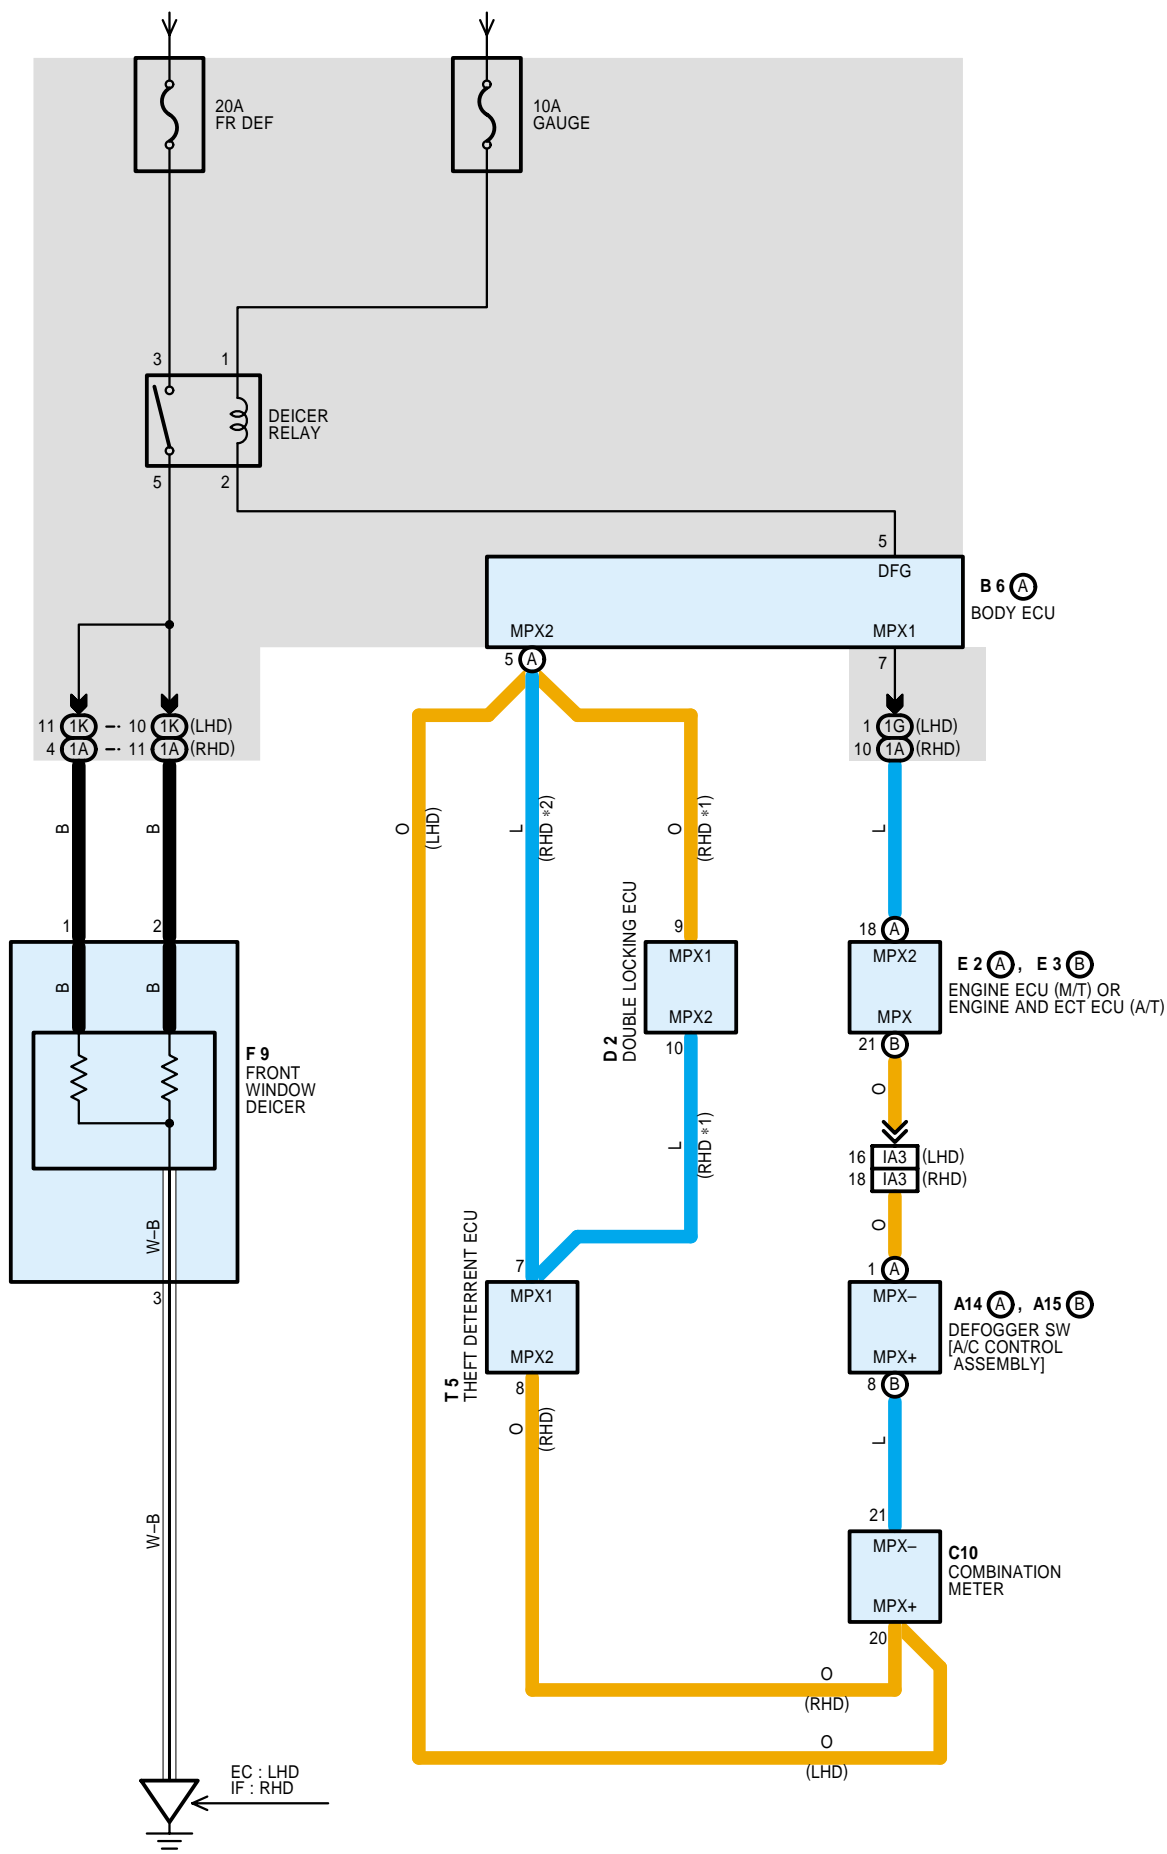 20A
FR DEF
10A
GAUGE
3
1
DEICER
RELAY
5
2
5
DFG
B 6 A
BODY ECU
MPX2
MPX1
5 A
7
11 1K 10 1K (LHD)
4 1A 11 1A (RHD)
1 1G (LHD)
10 1A (RHD)
B
B
O
(LHD)
L
(RHD *2)
O
(RHD *1)
L
1
2
9
18 A
B
B
D 2
DOUBLE LOCKING ECU
MPX1
MPX2
10
MPX2
MPX
E 2 A , E 3 B
ENGINE ECU (M/T) OR
ENGINE AND ECT ECU (A/T)
21 B
F 9
FRONT
WINDOW
DEICER
O
L
(RHD *1)
16 IA3 (LHD)
18 IA3 (RHD)
W–B
O
3
7
1 A
T 5
THEFT DETERRENT ECU
MPX1
MPX2
8
MPX–
MPX+
A14 A , A15 B
DEFOGGER SW
[A/C CONTROL
ASSEMBLY]
8 B
O
(RHD)
L
W–B
21
MPX–
MPX+
C10
COMBINATION
METER
20
O
(RHD)
O
(LHD)
EC : LHD
IF : RHD